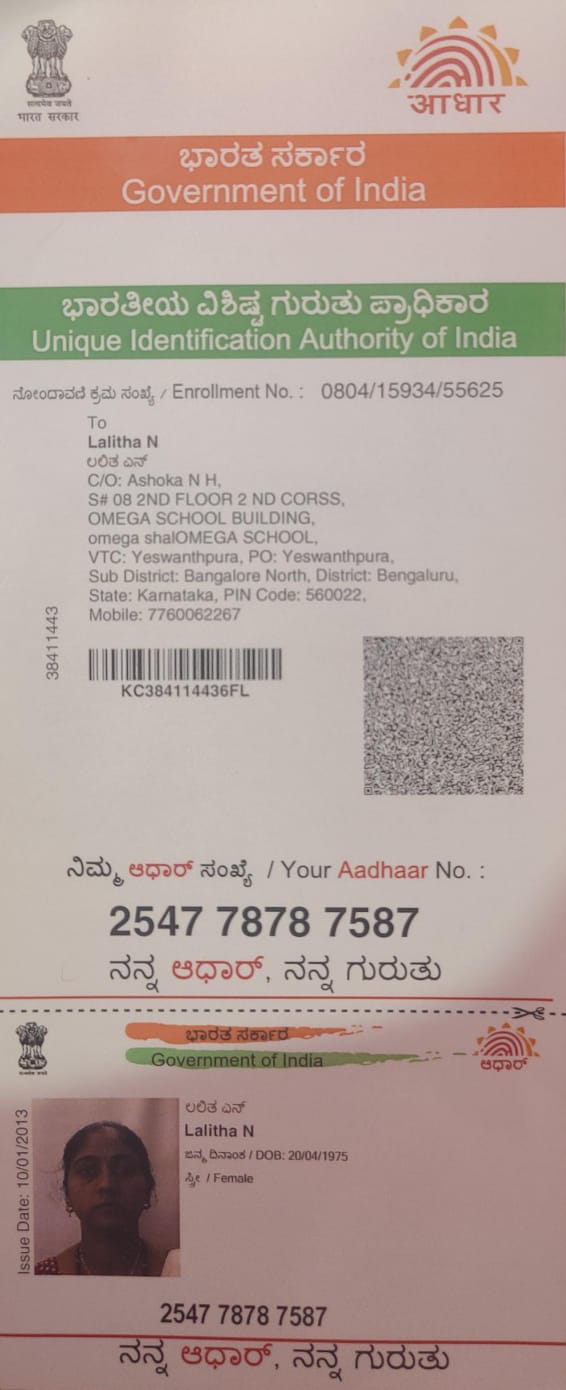 सत्यमेव जयते
भारत सरकार
आधार
ಭಾರತ ಸರ್ಕಾರ
Government of India
ಭಾರತೀಯ ವಿಶಿಷ್ಟ ಗುರುತು ಪ್ರಾಧಿಕಾರ
Unique Identification Authority of India
ನೋಂದಾವಣೆ ಕ್ರಮ ಸಂಖ್ಯೆ / Enrollment No. : 0804/15934/55625
To
Lalitha N
ಲಲಿತ ಎನ್
C/O: Ashoka N H,
S# 08 2ND FLOOR 2 ND CORSS,
OMEGA SCHOOL BUILDING,
omega shalOMEGA SCHOOL,
VTC: Yeswanthpura, PO: Yeswanthpura,
Sub District: Bangalore North, District: Bengaluru,
State: Karnataka, PIN Code: 560022,
Mobile: 7760062267
38411443
KC384114436FL
ನಿಮ್ಮ ಆಧಾರ್ ಸಂಖ್ಯೆ / Your Aadhaar No. :
2547 7878 7587
ನನ್ನ ಆಧಾರ್, ನನ್ನ ಗುರುತು
ಭಾರತ ಸರ್ಕಾರ
Government of India
ಆಧಾರ್
Issue Date: 10/01/2013
ಲಲಿತ ಎನ್
Lalitha N
ಜನ್ಮ ದಿನಾಂಕ / DOB: 20/04/1975
ಸ್ತ್ರೀ / Female
2547 7878 7587
ನನ್ನ ಆಧಾರ್, ನನ್ನ ಗುರುತು